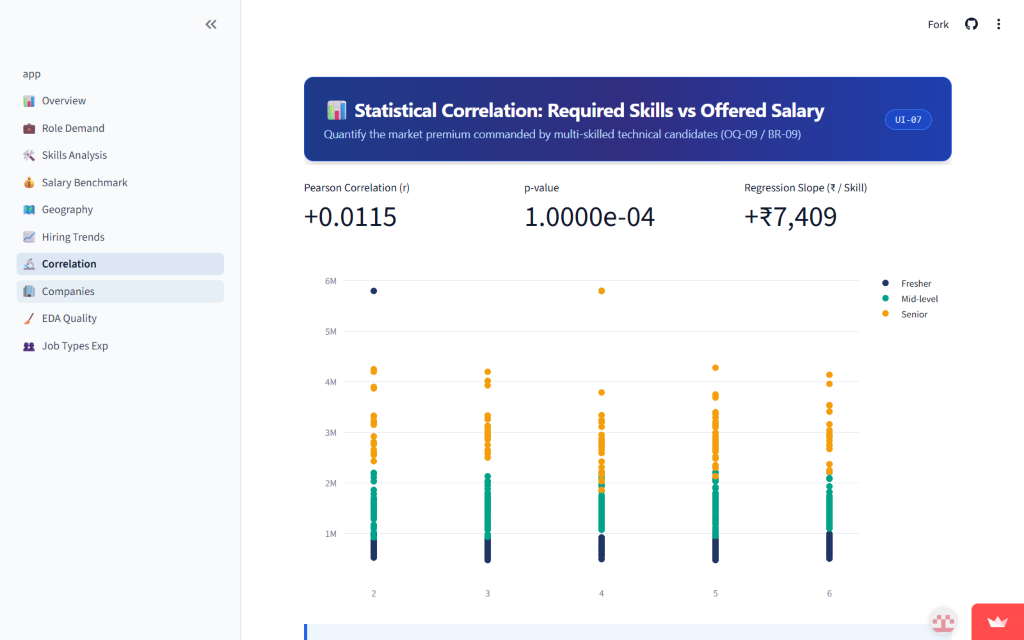 Fork
app
Overview
Role Demand
Skills Analysis
Salary Benchmark
Geography
Hiring Trends
Correlation
Companies
EDA Quality
Job Types Exp
Statistical Correlation: Required Skills vs Offered Salary
Quantify the market premium commanded by multi-skilled technical candidates (OQ-09 / BR-09)
UI-07
Pearson Correlation (r)
+0.0115
p-value
1.0000e-04
Regression Slope (₹ / Skill)
+₹7,409
6M
5M
4M
3M
2M
1M
2 3 4 5 6
Fresher
Mid-level
Senior